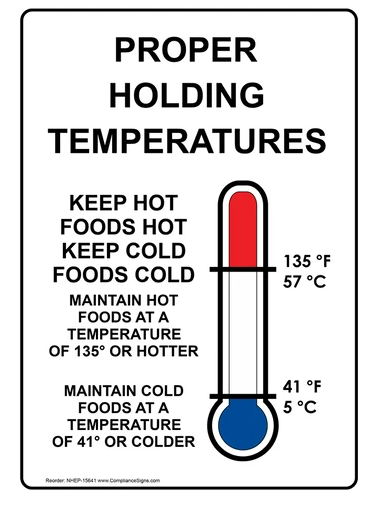 PROPER
HOLDING
TEMPERATURES
KEEP HOT
FOODS HOT
KEEP COLD
FOODS COLD
MAINTAIN HOT
FOODS AT A
TEMPERATURE
OF 135° OR HOTTER
MAINTAIN COLD
FOODS AT A
TEMPERATURE
OF 41° OR COLDER
135 °F
57 °C
41 °F
5 °C
Reorder: NHEP-15641 www.ComplianceSigns.com